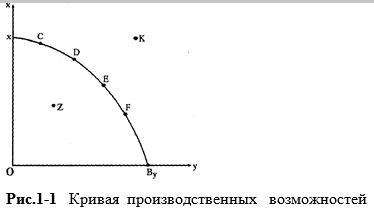 x
x
C
D
K
E
Z
F
O
By
y
Рис.1-1 Кривая производственных возможностей